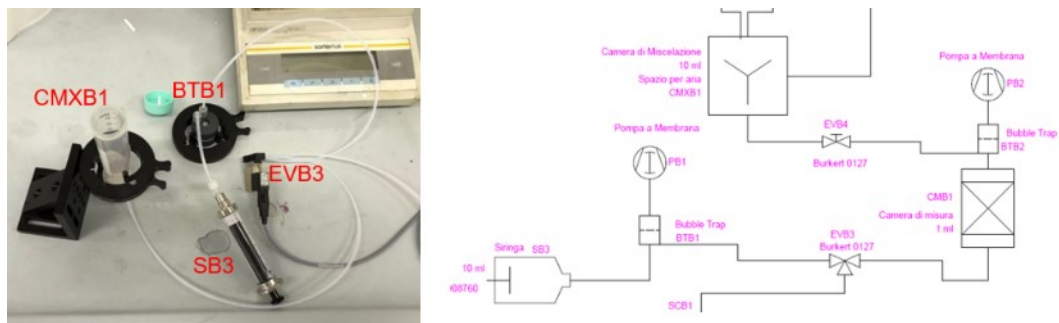 CMXB1
BTB1
sartorius
EVB3
SB3
Camera di Miscelazione
10 ml
Spazio per aria
CMXB1
Pompa a Membrana
PB2
Bubble Trap
BTB2
EVB4
Burkert 0127
Pompa a Membrana
PB1
CMB1
Camera di misura
1 ml
Bubble Trap
BTB1
EVB3
Burkert 0127
Siringa SB3
10 ml
r08760
SCB1